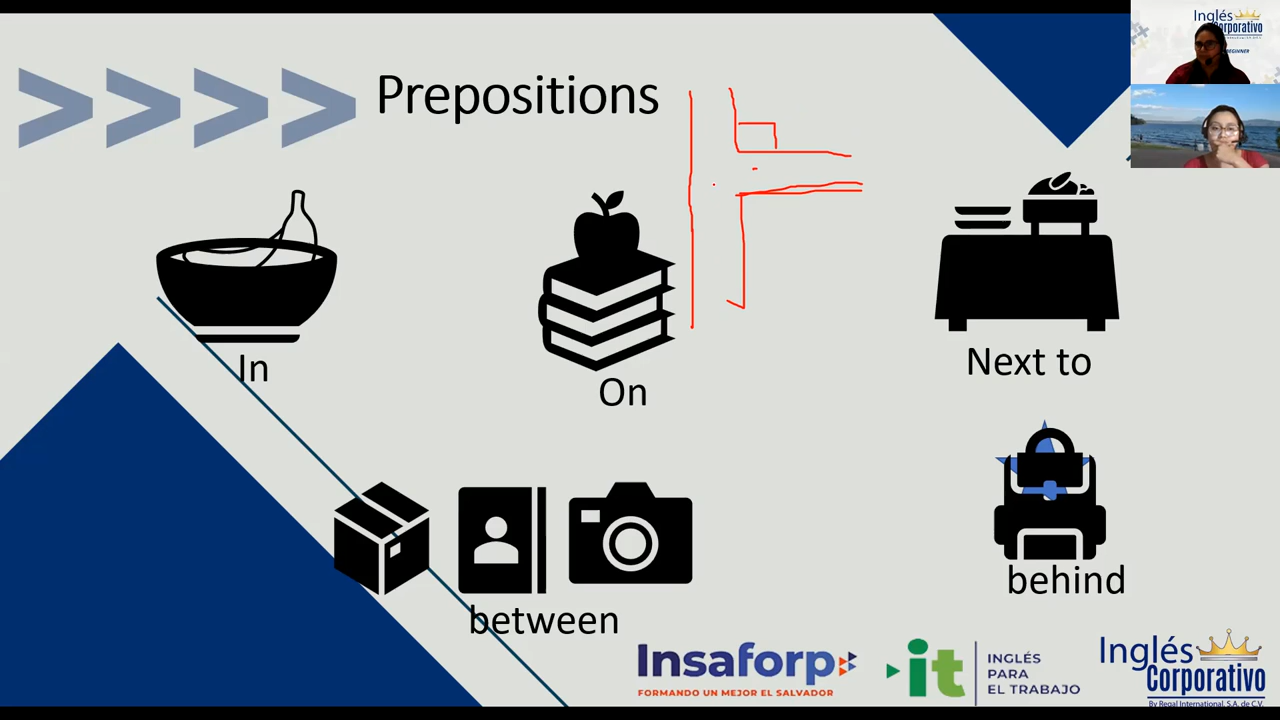 Inglés
Corporativo
BEGINNER
Prepositions
In
On
Next to
between
behind
Insaforp
FORMANDO UN MEJOR EL SALVADOR
it
INGLÉS
PARA
EL TRABAJO
Inglés
Corporativo
By Regal International, S.A. de C.V.